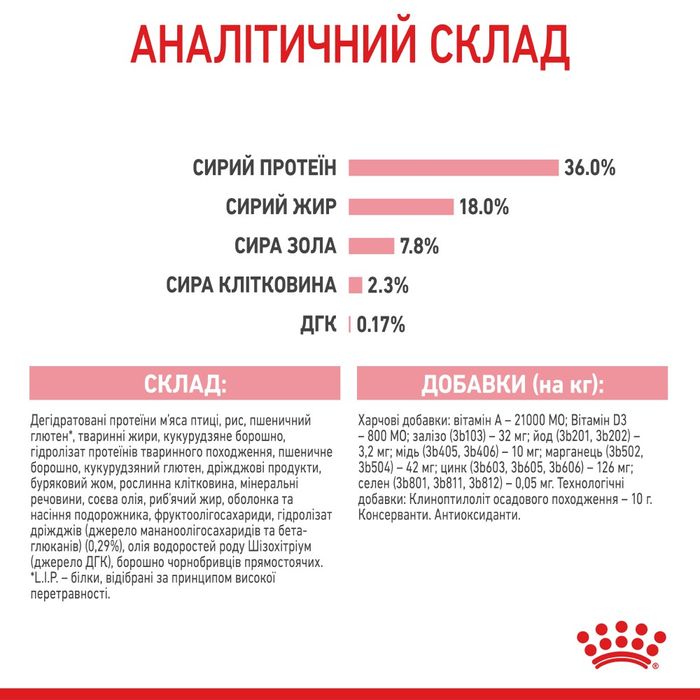 АНАЛІТИЧНИЙ СКЛАД
СИРИЙ ПРОТЕЇН 36.0%
СИРИЙ ЖИР 18.0%
СИРА ЗОЛА 7.8%
СИРА КЛІТКОВИНА 2.3%
ДГК 0.17%
СКЛАД:
Дегідратовані протеїни м'яса птиці, рис, пшеничний
глютен*, тваринні жири, кукурудзяне борошно,
гідролізат протеїнів тваринного походження, пшеничне
борошно, кукурудзяний глютен, дріжджові продукти,
буряковий жом, рослинна клітковина, мінеральні
речовини, соєва олія, риб'ячий жир, оболонка та
насіння подорожника, фруктоолігосахариди, гідролізат
дріжджів (джерело мананоолігосахаридів та бета-
глюканів) (0,29%), олія водоростей роду Шізохітріум
(джерело ДГК), борошно чорнобривців прямостоячих.
*L.I.P. – білки, відібрані за принципом високої
перетравності.
ДОБАВКИ (на кг):
Харчові добавки: вітамін А – 21000 МО; Вітамін D3
– 800 МО; залізо (3b103) – 32 мг; йод (3b201, 3b202) –
3,2 мг; мідь (3b405, 3b406) – 10 мг; марганець (3b502,
3b504) – 42 мг; цинк (3b603, 3b605, 3b606) – 126 мг;
селен (3b801, 3b811, 3b812) – 0,05 мг. Технологічні
добавки: Клиноптилоліт осадового походження – 10 г.
Консерванти. Антиоксиданти.